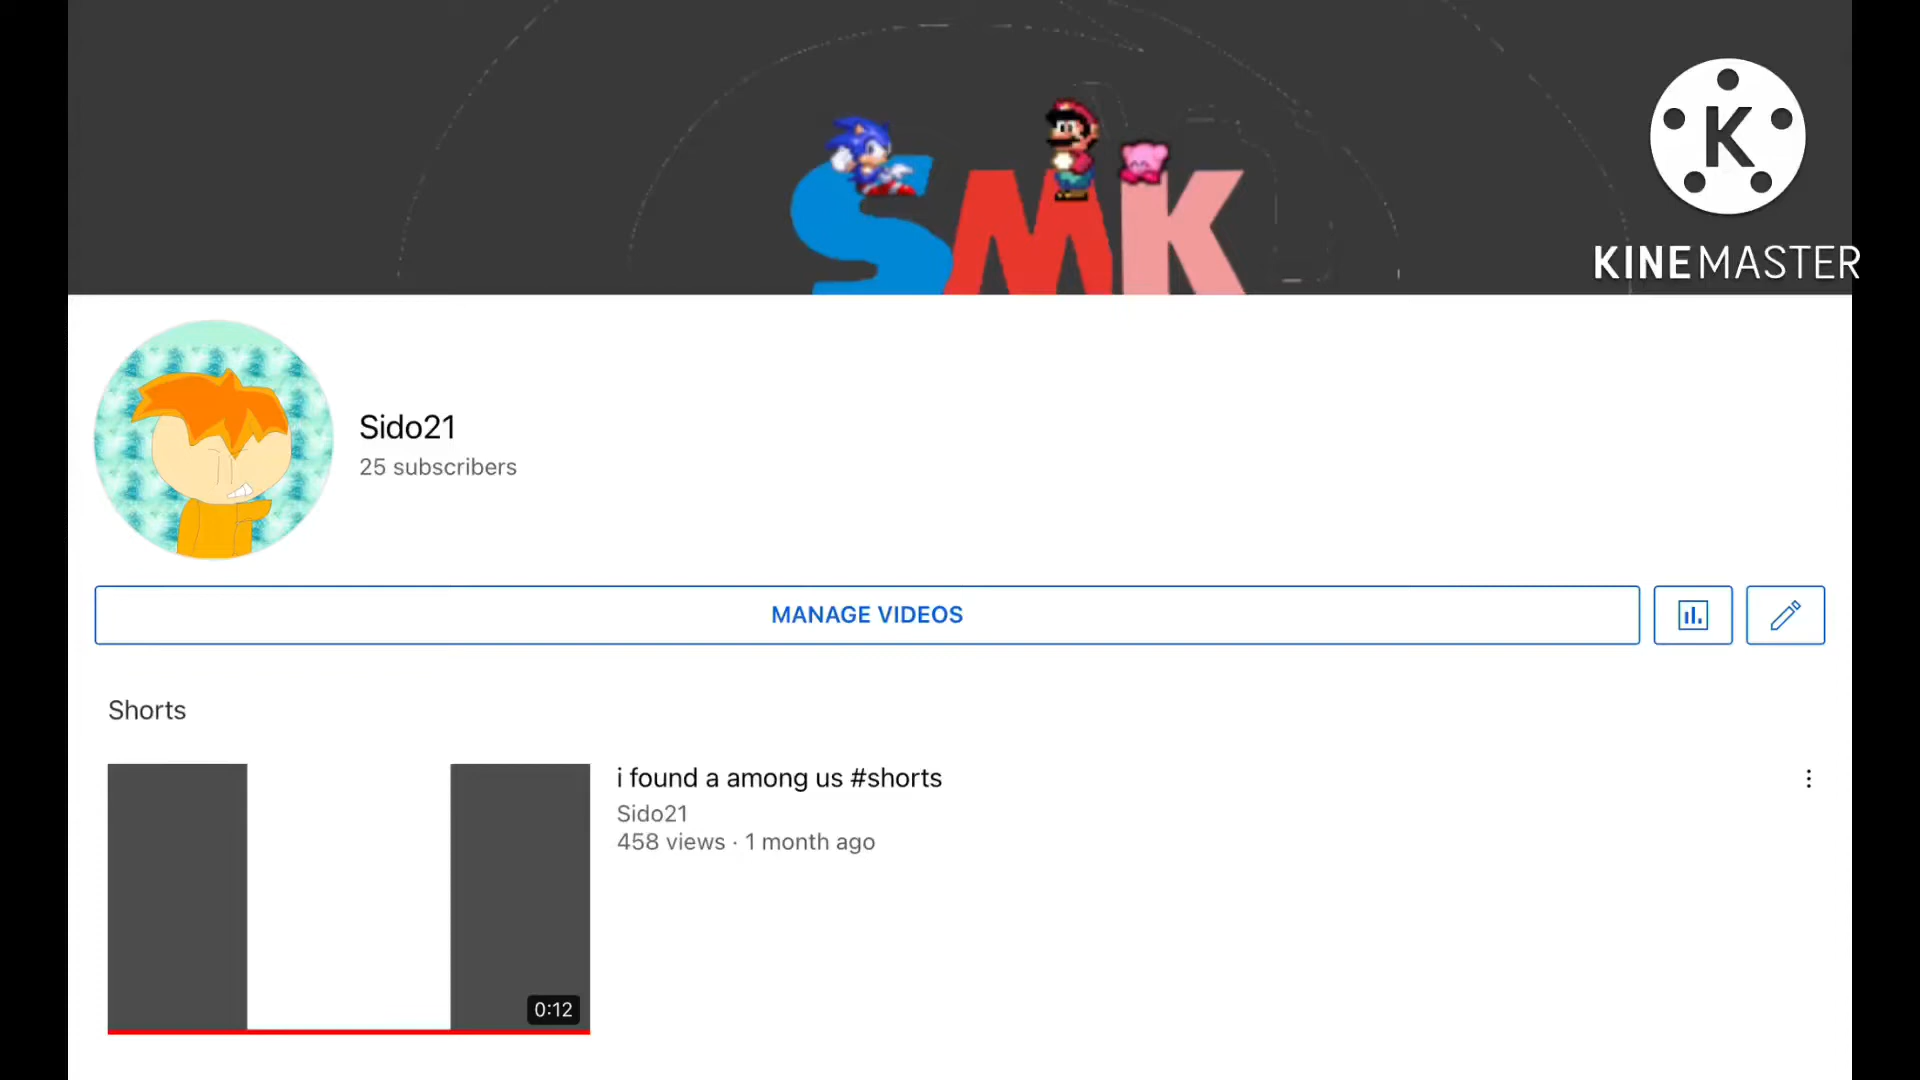 SMK
K
KINEMASTER
Sido21
25 subscribers
MANAGE VIDEOS
Shorts
i found a among us #shorts
Sido21
458 views · 1 month ago
0:12